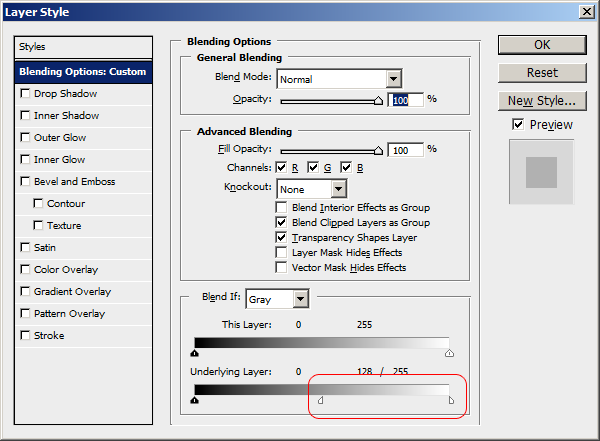 Layer Style
Styles
Blending Options: Custom
Drop Shadow
Inner Shadow
Outer Glow
Inner Glow
Bevel and Emboss
Contour
Texture
Satin
Color Overlay
Gradient Overlay
Pattern Overlay
Stroke
Blending Options
General Blending
Blend Mode: Normal
Opacity: 100 %
Advanced Blending
Fill Opacity: 100 %
Channels: R G B
Knockout: None
Blend Interior Effects as Group
Blend Clipped Layers as Group
Transparency Shapes Layer
Layer Mask Hides Effects
Vector Mask Hides Effects
Blend If: Gray
This Layer: 0 255
Underlying Layer: 0 128 / 255
OK
Reset
New Style...
Preview